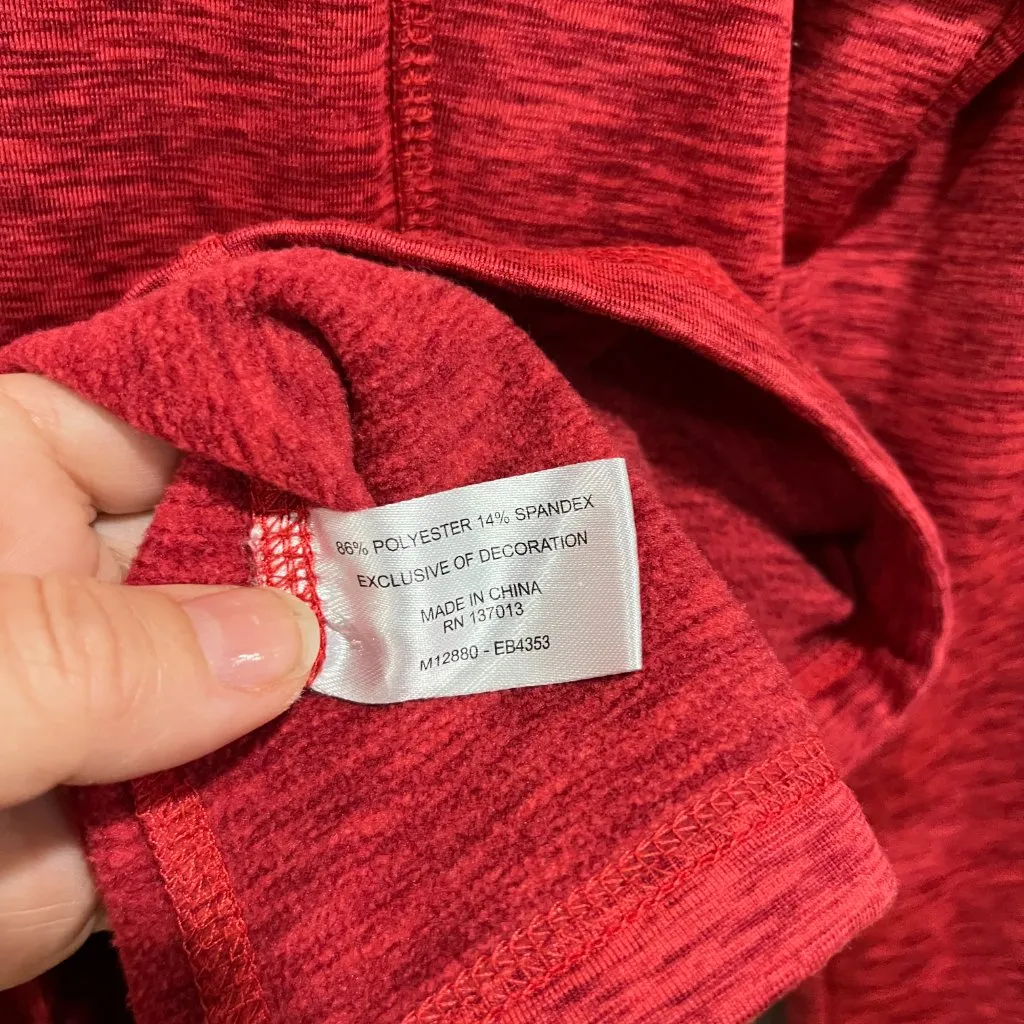 86% POLYESTER 14% SPANDEX
EXCLUSIVE OF DECORATION
MADE IN CHINA
RN 137013
M12880 - EB4353